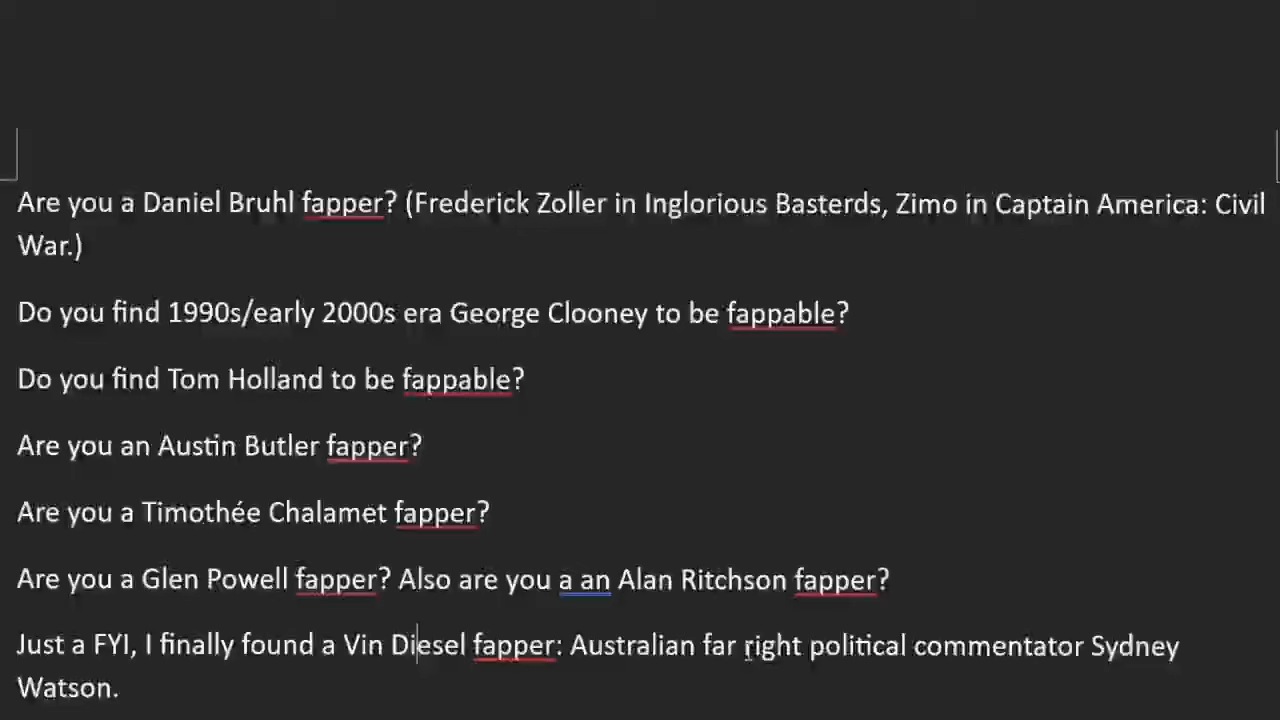 Are you a Daniel Bruhl fapper? (Frederick Zoller in Inglorious Basterds, Zimo in Captain America: Civil
War.)
Do you find 1990s/early 2000s era George Clooney to be fappable?
Do you find Tom Holland to be fappable?
Are you an Austin Butler fapper?
Are you a Timothée Chalamet fapper?
Are you a Glen Powell fapper? Also are you a an Alan Ritchson fapper?
Just a FYI, I finally found a Vin Diesel fapper: Australian far right political commentator Sydney
Watson.